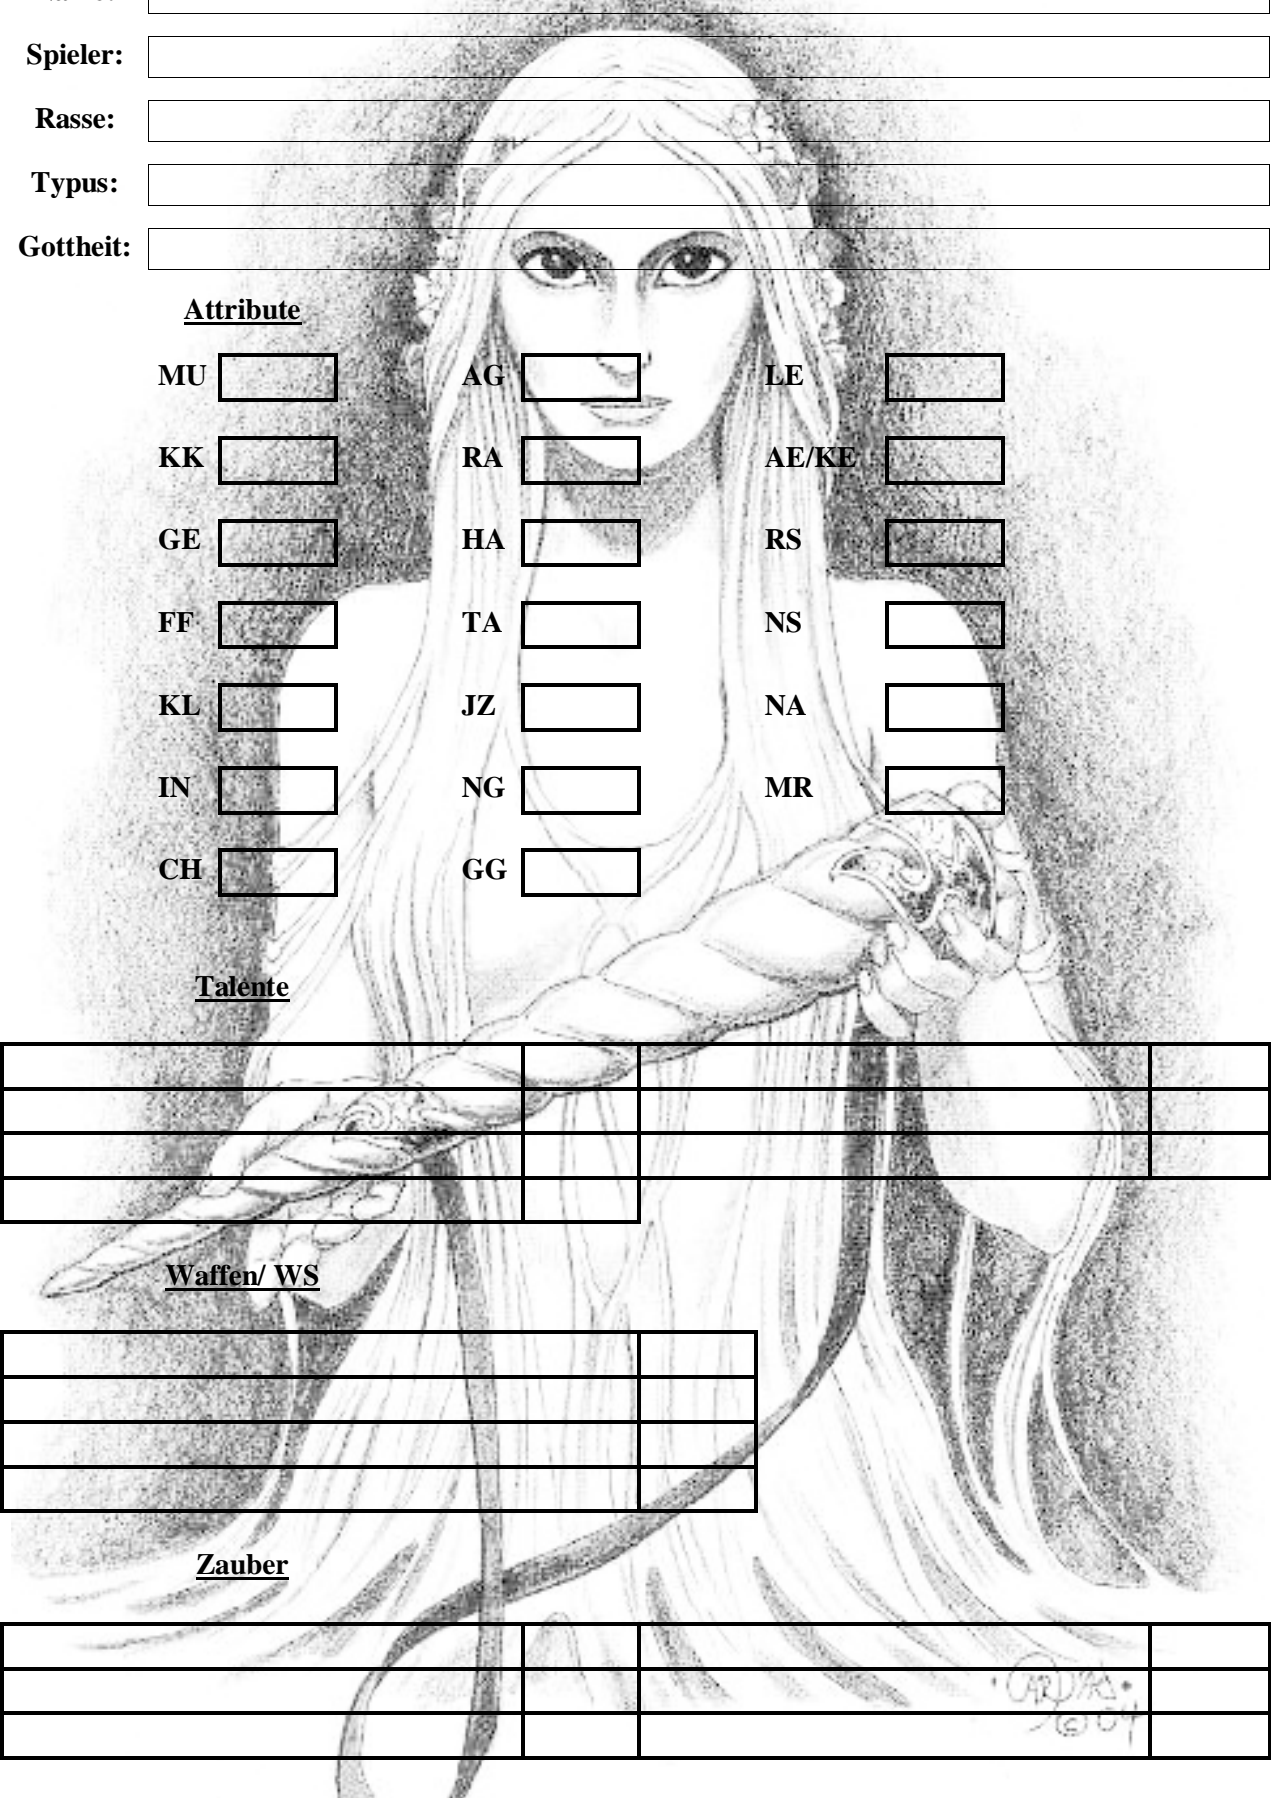 Spieler:
Rasse:
Typus:
Gottheit:
Attribute
MU AG LE
KK RA AE/KE
GE HA RS
FF TA NS
KL JZ NA
IN NG MR
CH GG
Talente
Waffen/ WS
Zauber
© 04